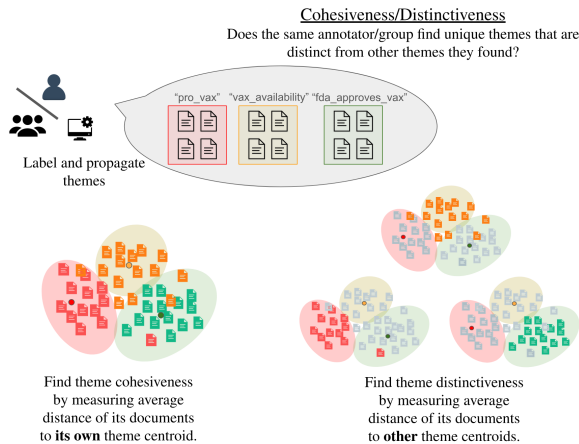 Cohesiveness/Distinctiveness
Does the same annotator/group find unique themes that are
distinct from other themes they found?
"pro_vax" "vax_availability" "fda_approves_vax"
Label and propagate
themes
Find theme cohesiveness
by measuring average
distance of its documents
to its own theme centroid.
Find theme distinctiveness
by measuring average
distance of its documents
to other theme centroids.